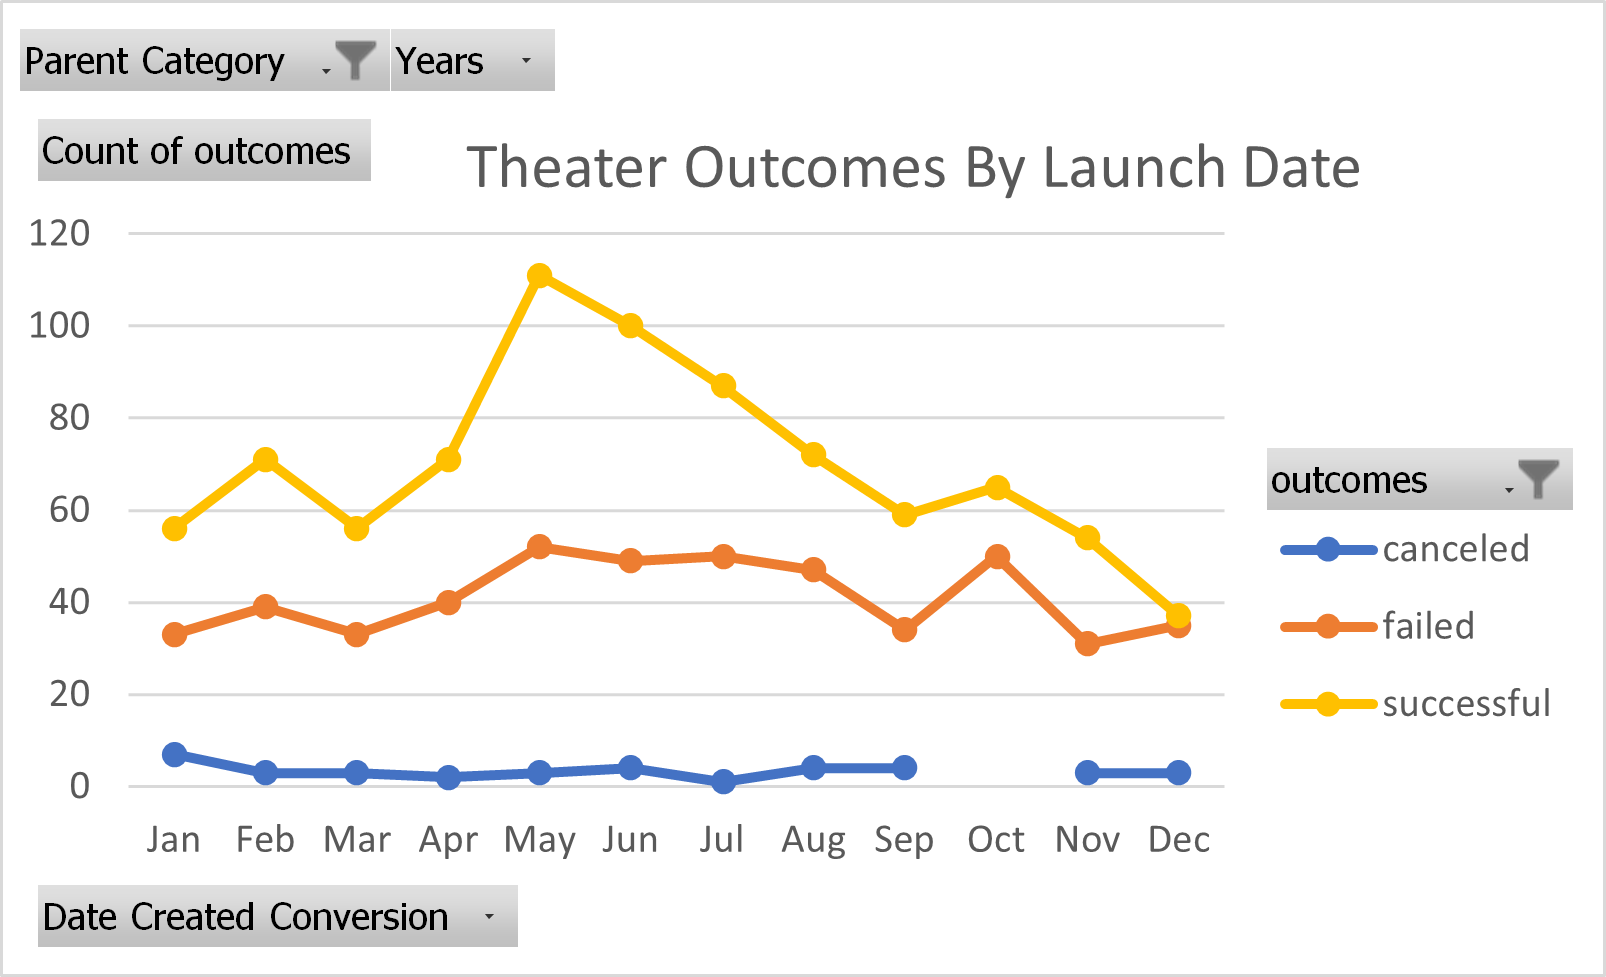 Parent Category Years
Count of outcomes
Theater Outcomes By Launch Date
120
100
80
60
40
20
0
Jan Feb Mar Apr May Jun Jul Aug Sep Oct Nov Dec
outcomes
canceled
failed
successful
Date Created Conversion